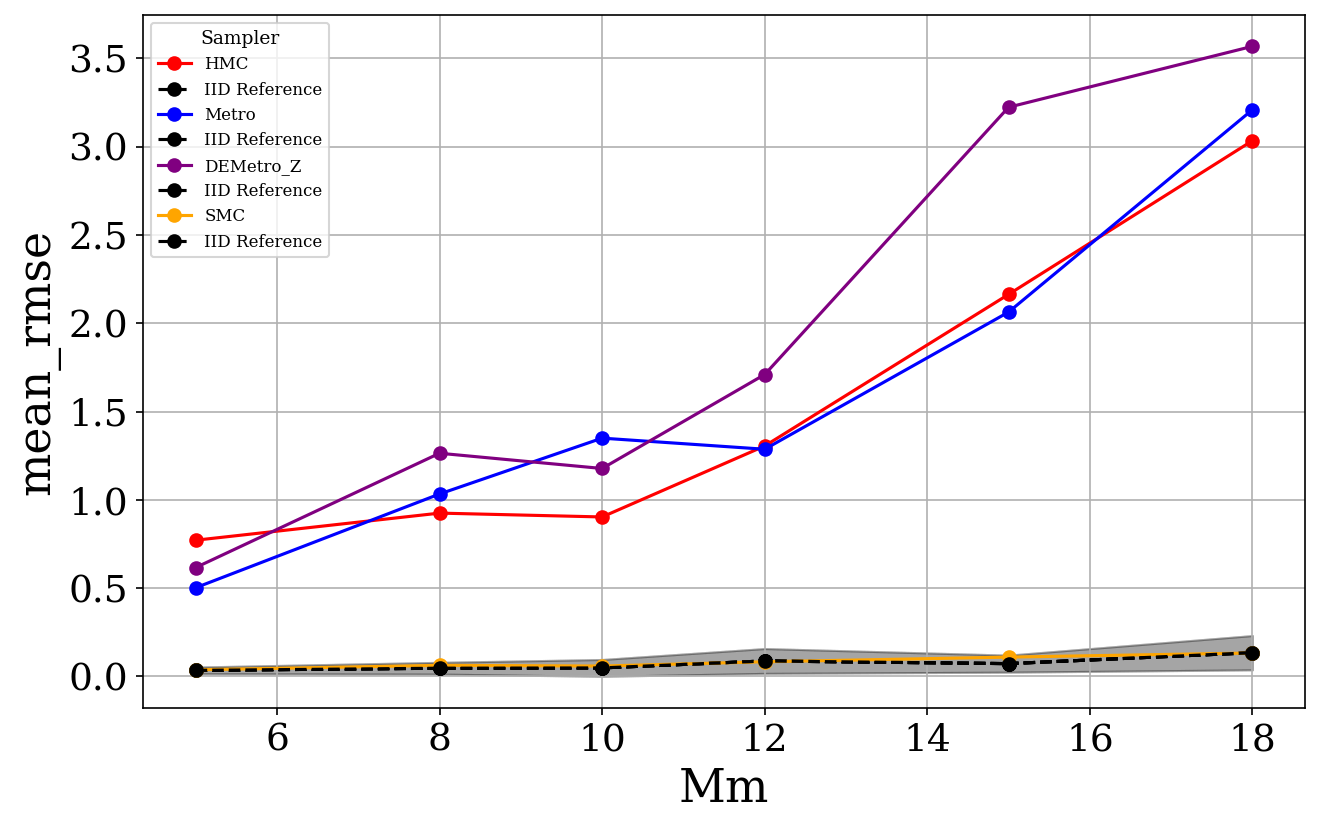 Sampler
HMC
IID Reference
Metro
IID Reference
DEMetro_Z
IID Reference
SMC
IID Reference
3.5
3.0
2.5
2.0
1.5
1.0
0.5
0.0
mean_rmse
6 8 10 12 14 16 18
Mm